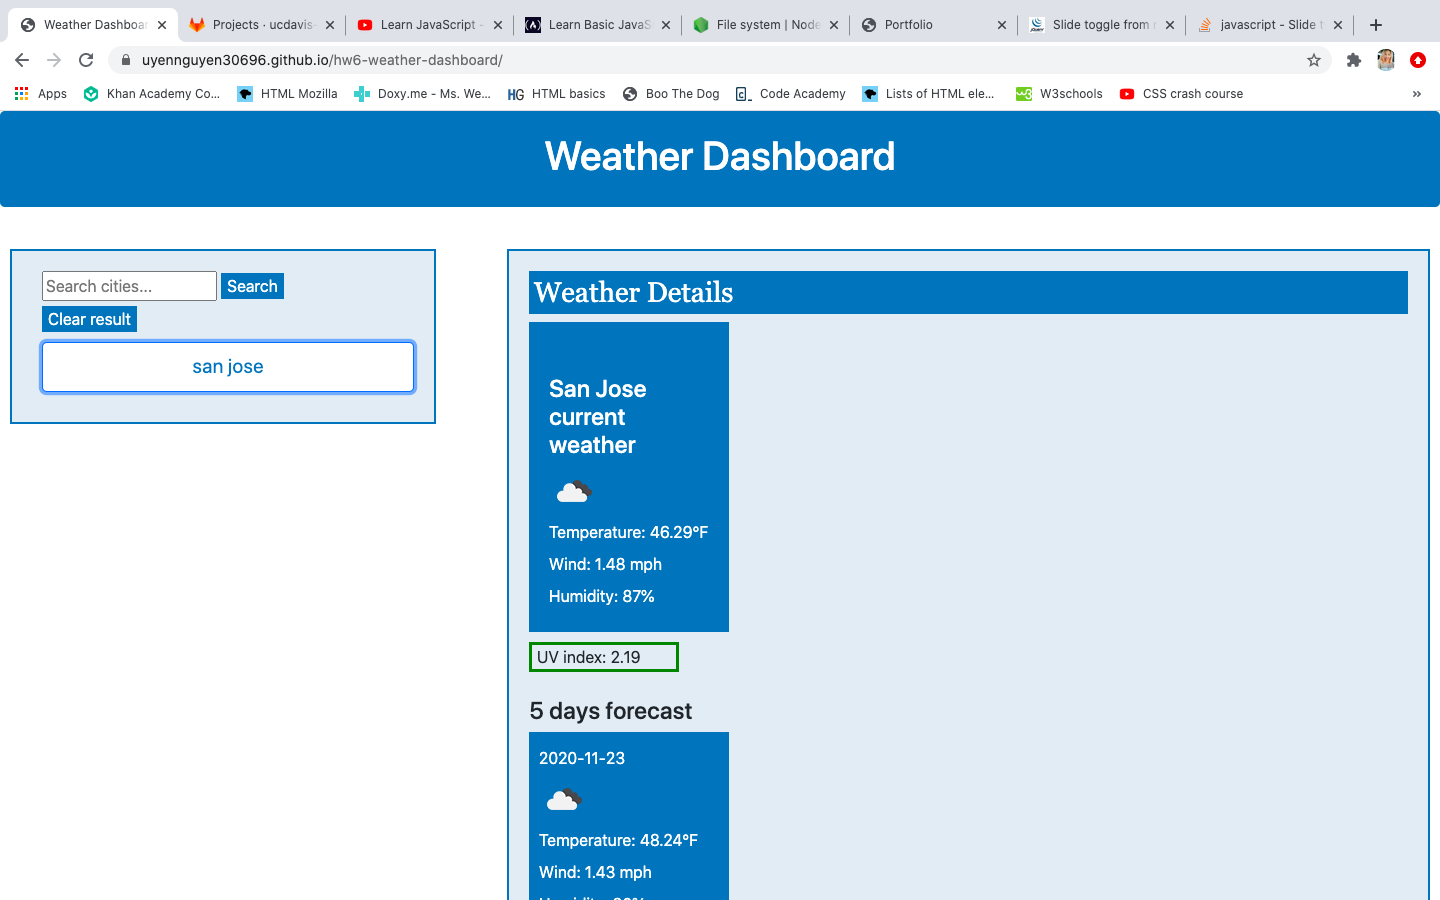 Weather Dashboar
Projects · ucdavis-
Learn JavaScript -
Learn Basic JavaS
File system | Node
Portfolio
Slide toggle from
javascript - Slide
uyennguyen30696.github.io/hw6-weather-dashboard/
Apps
Khan Academy Co...
HTML Mozilla
Doxy.me - Ms. We...
HG HTML basics
Boo The Dog
Code Academy
Lists of HTML ele...
W3schools
CSS crash course
»
Weather Dashboard
Search cities...
Search
Clear result
san jose
Weather Details
San Jose
current
weather
Temperature: 46.29°F
Wind: 1.48 mph
Humidity: 87%
UV index: 2.19
5 days forecast
2020-11-23
Temperature: 48.24°F
Wind: 1.43 mph